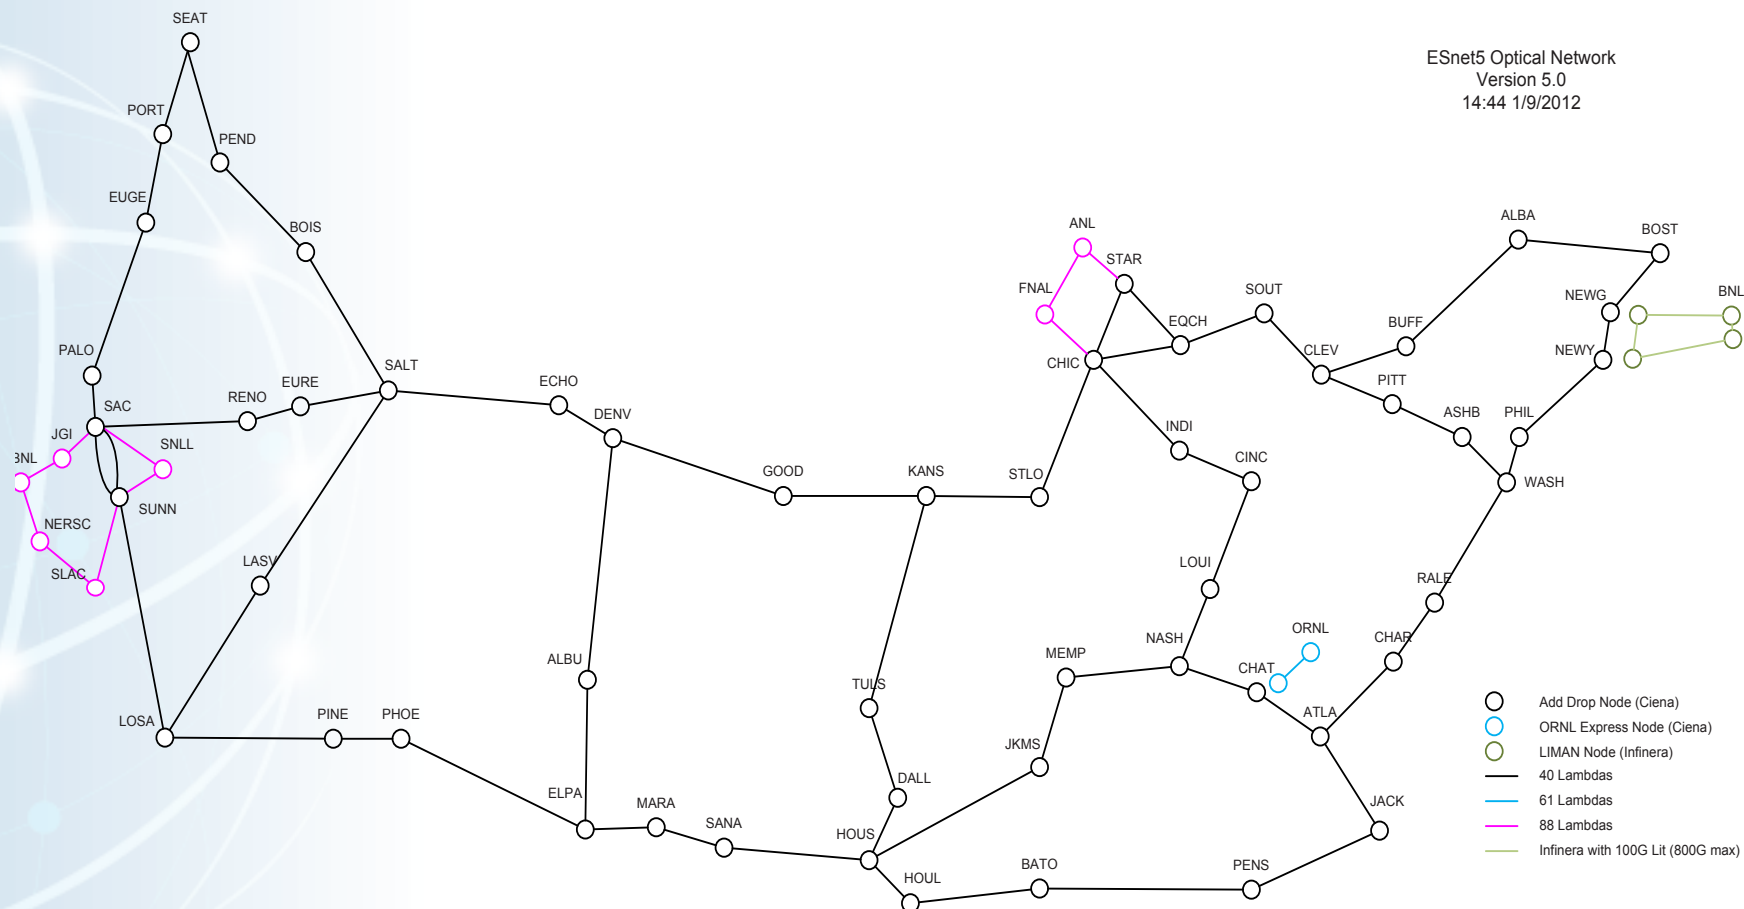 SEAT
ESnet5 Optical Network
Version 5.0
14:44 1/9/2012
PORT
PEND
EUGE
BOIS
ANL
STAR
FNAL
SOUT
EQCH
CHIC
ALBA
BOST
NEWG
BNL
BUFF
NEWY
CLEV
PITT
ASHB
PHIL
WASH
PALO
SALT
ECHO
DENV
SAC
RENO
EURE
JGI
SNLL
BNL
SUNN
NERSC
SLAC
LASV
GOOD
KANS
STLO
INDI
CINC
LOUI
RALE
CHAR
ORNL
NASH
CHAT
MEMP
ALBU
TULS
ATLA
LOSA
PINE
PHOE
JKMS
DALL
ELPA
MARA
SANA
HOUS
JACK
HOUL
BATO
PENS
Add Drop Node (Ciena)
ORNL Express Node (Ciena)
LIMAN Node (Infinera)
40 Lambdas
61 Lambdas
88 Lambdas
Infinera with 100G Lit (800G max)